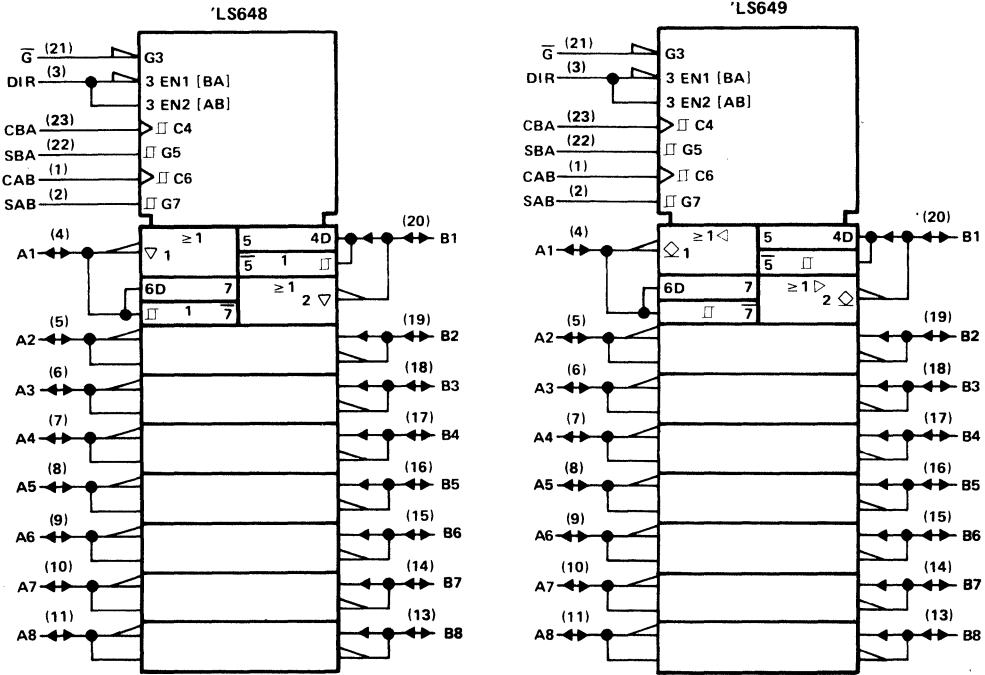 'LS648
G̅ (21) G3
DIR (3) 3 EN1 [BA]
3 EN2 [AB]
CBA (23) C4
SBA (22) G5
CAB (1) C6
SAB (2) G7
A1 (4) ≥1 ▽ 1 5 4D (20) B1
5̅ 1
6D 7 ≥1
1 7̅ 2 ▽
A2 (5) (19) B2
A3 (6) (18) B3
A4 (7) (17) B4
A5 (8) (16) B5
A6 (9) (15) B6
A7 (10) (14) B7
A8 (11) (13) B8
'LS649
G̅ (21) G3
DIR (3) 3 EN1 [BA]
3 EN2 [AB]
CBA (23) C4
SBA (22) G5
CAB (1) C6
SAB (2) G7
A1 (4) ≥1 ◁ 1 5 4D (20) B1
5̅
6D 7 ≥1 ▷
7̅ 2
A2 (5) (19) B2
A3 (6) (18) B3
A4 (7) (17) B4
A5 (8) (16) B5
A6 (9) (15) B6
A7 (10) (14) B7
A8 (11) (13) B8